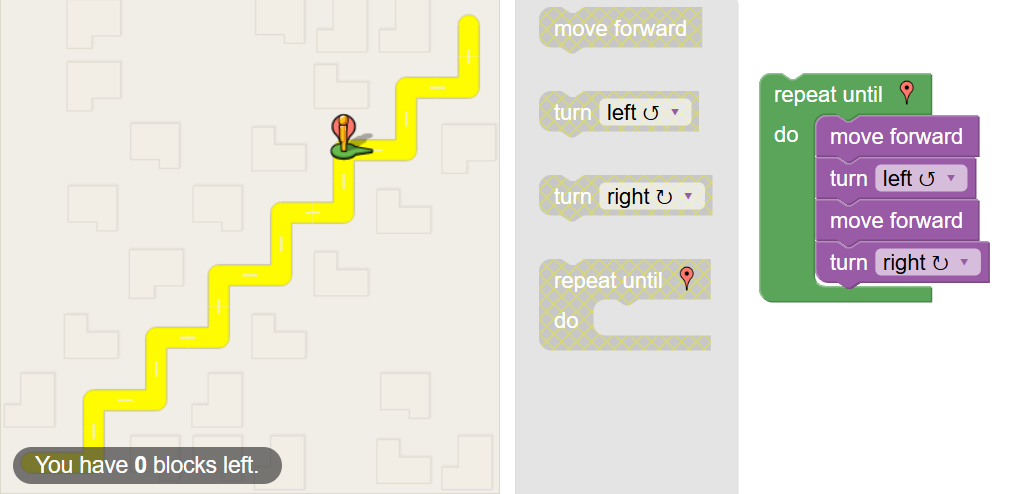 You have 0 blocks left.
move forward
turn left ↺ ▼
turn right ↻ ▼
repeat until
do
repeat until
do
move forward
turn left ↺ ▼
move forward
turn right ↻ ▼